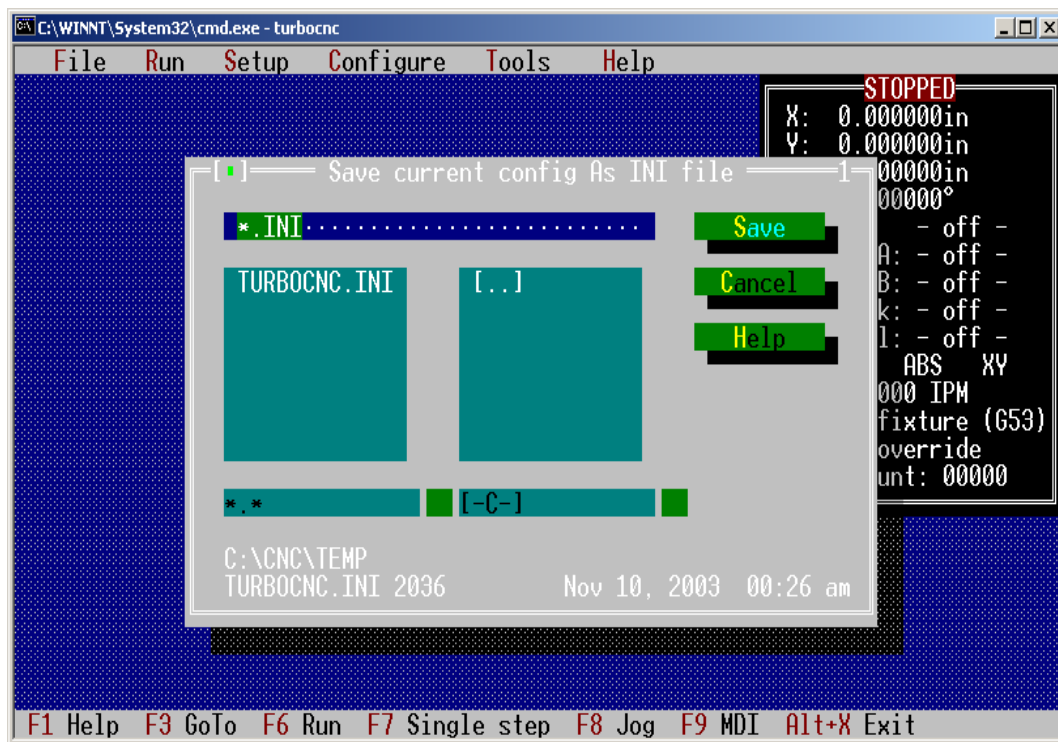 C:\WINNT\System32\cmd.exe - turbocnc
File Run Setup Configure Tools Help
STOPPED
X: 0.000000in
Y: 0.000000in
00000in
00000°
- off -
A: - off -
B: - off -
k: - off -
l: - off -
ABS XY
000 IPM
fixture (G53)
override
unt: 00000
Save current config As INI file 1
*.INI
Save
TURBOCNC.INI [..]
Cancel
Help
*.* [-C-]
C:\CNC\TEMP
TURBOCNC.INI 2036 Nov 10, 2003 00:26 am
F1 Help F3 GoTo F6 Run F7 Single step F8 Jog F9 MDI Alt+X Exit